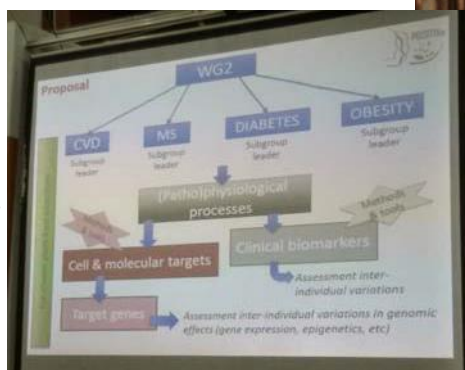 Proposal
WG2
CVD
Subgroup
leader
MS
Subgroup
leader
DIABETES
Subgroup
leader
OBESITY
Subgroup
leader
(Patho)physiological
processes
Methods
& tools
Cell & molecular targets
Clinical biomarkers
Assessment inter-
individual variations
Target genes
Assessment inter-individual variations in genomic
effects (gene expression, epigenetics, etc)